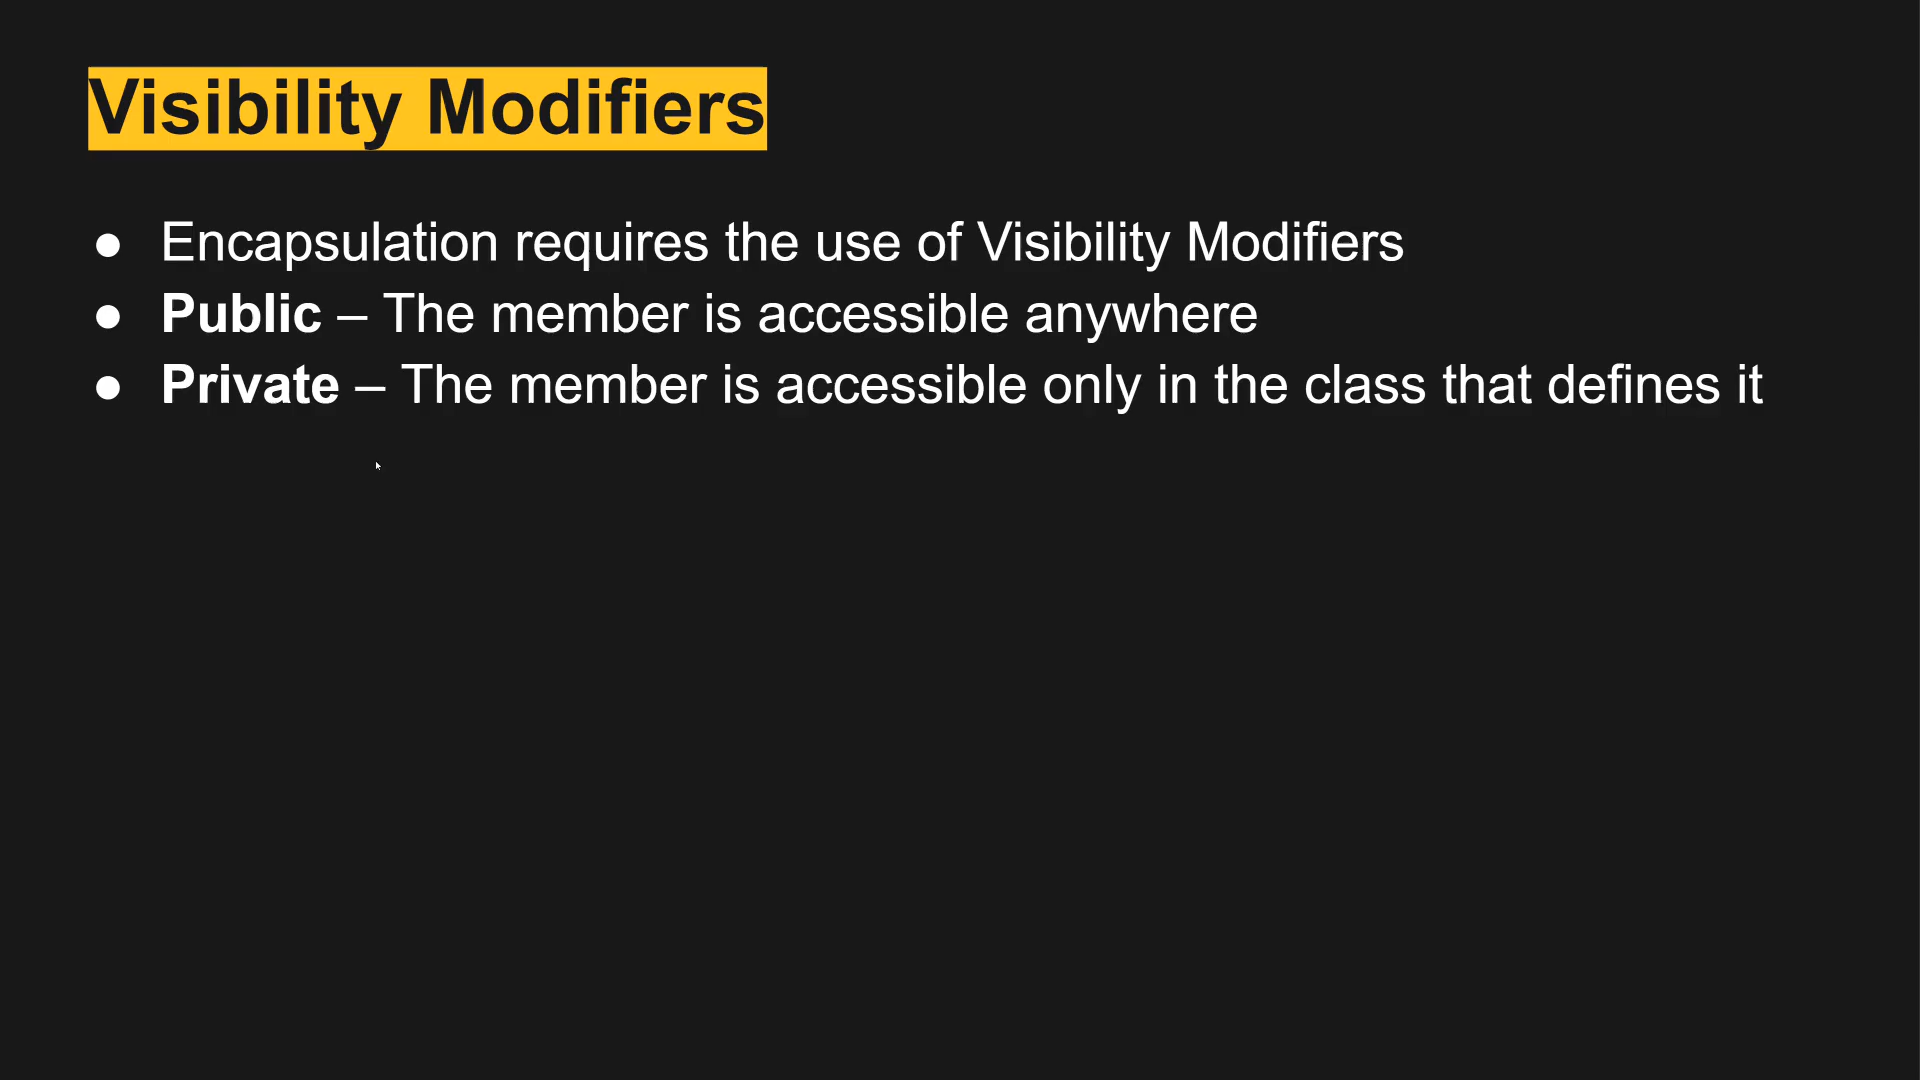 Visibility Modifiers
● Encapsulation requires the use of Visibility Modifiers
● Public – The member is accessible anywhere
● Private – The member is accessible only in the class that defines it